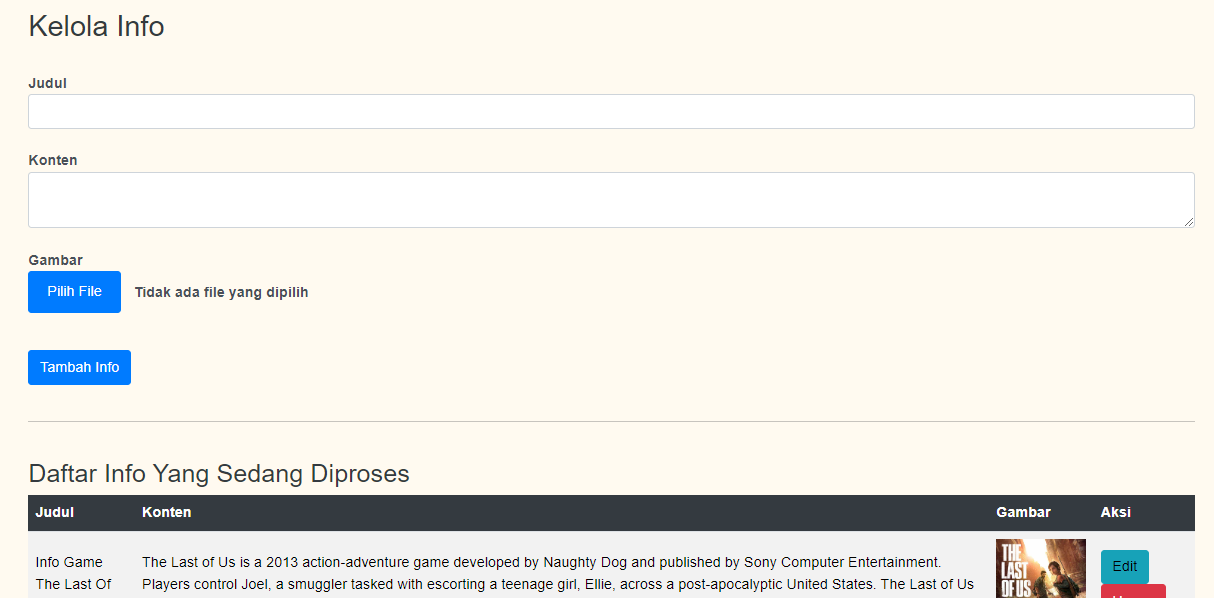 Kelola Info
Judul
Konten
Gambar
Pilih File Tidak ada file yang dipilih
Tambah Info
Daftar Info Yang Sedang Diproses
Judul Konten Gambar Aksi
Info Game The Last of Us is a 2013 action-adventure game developed by Naughty Dog and published by Sony Computer Entertainment.
The Last Of Players control Joel, a smuggler tasked with escorting a teenage girl, Ellie, across a post-apocalyptic United States. The Last of Us
THE
LAST
OF US
Edit